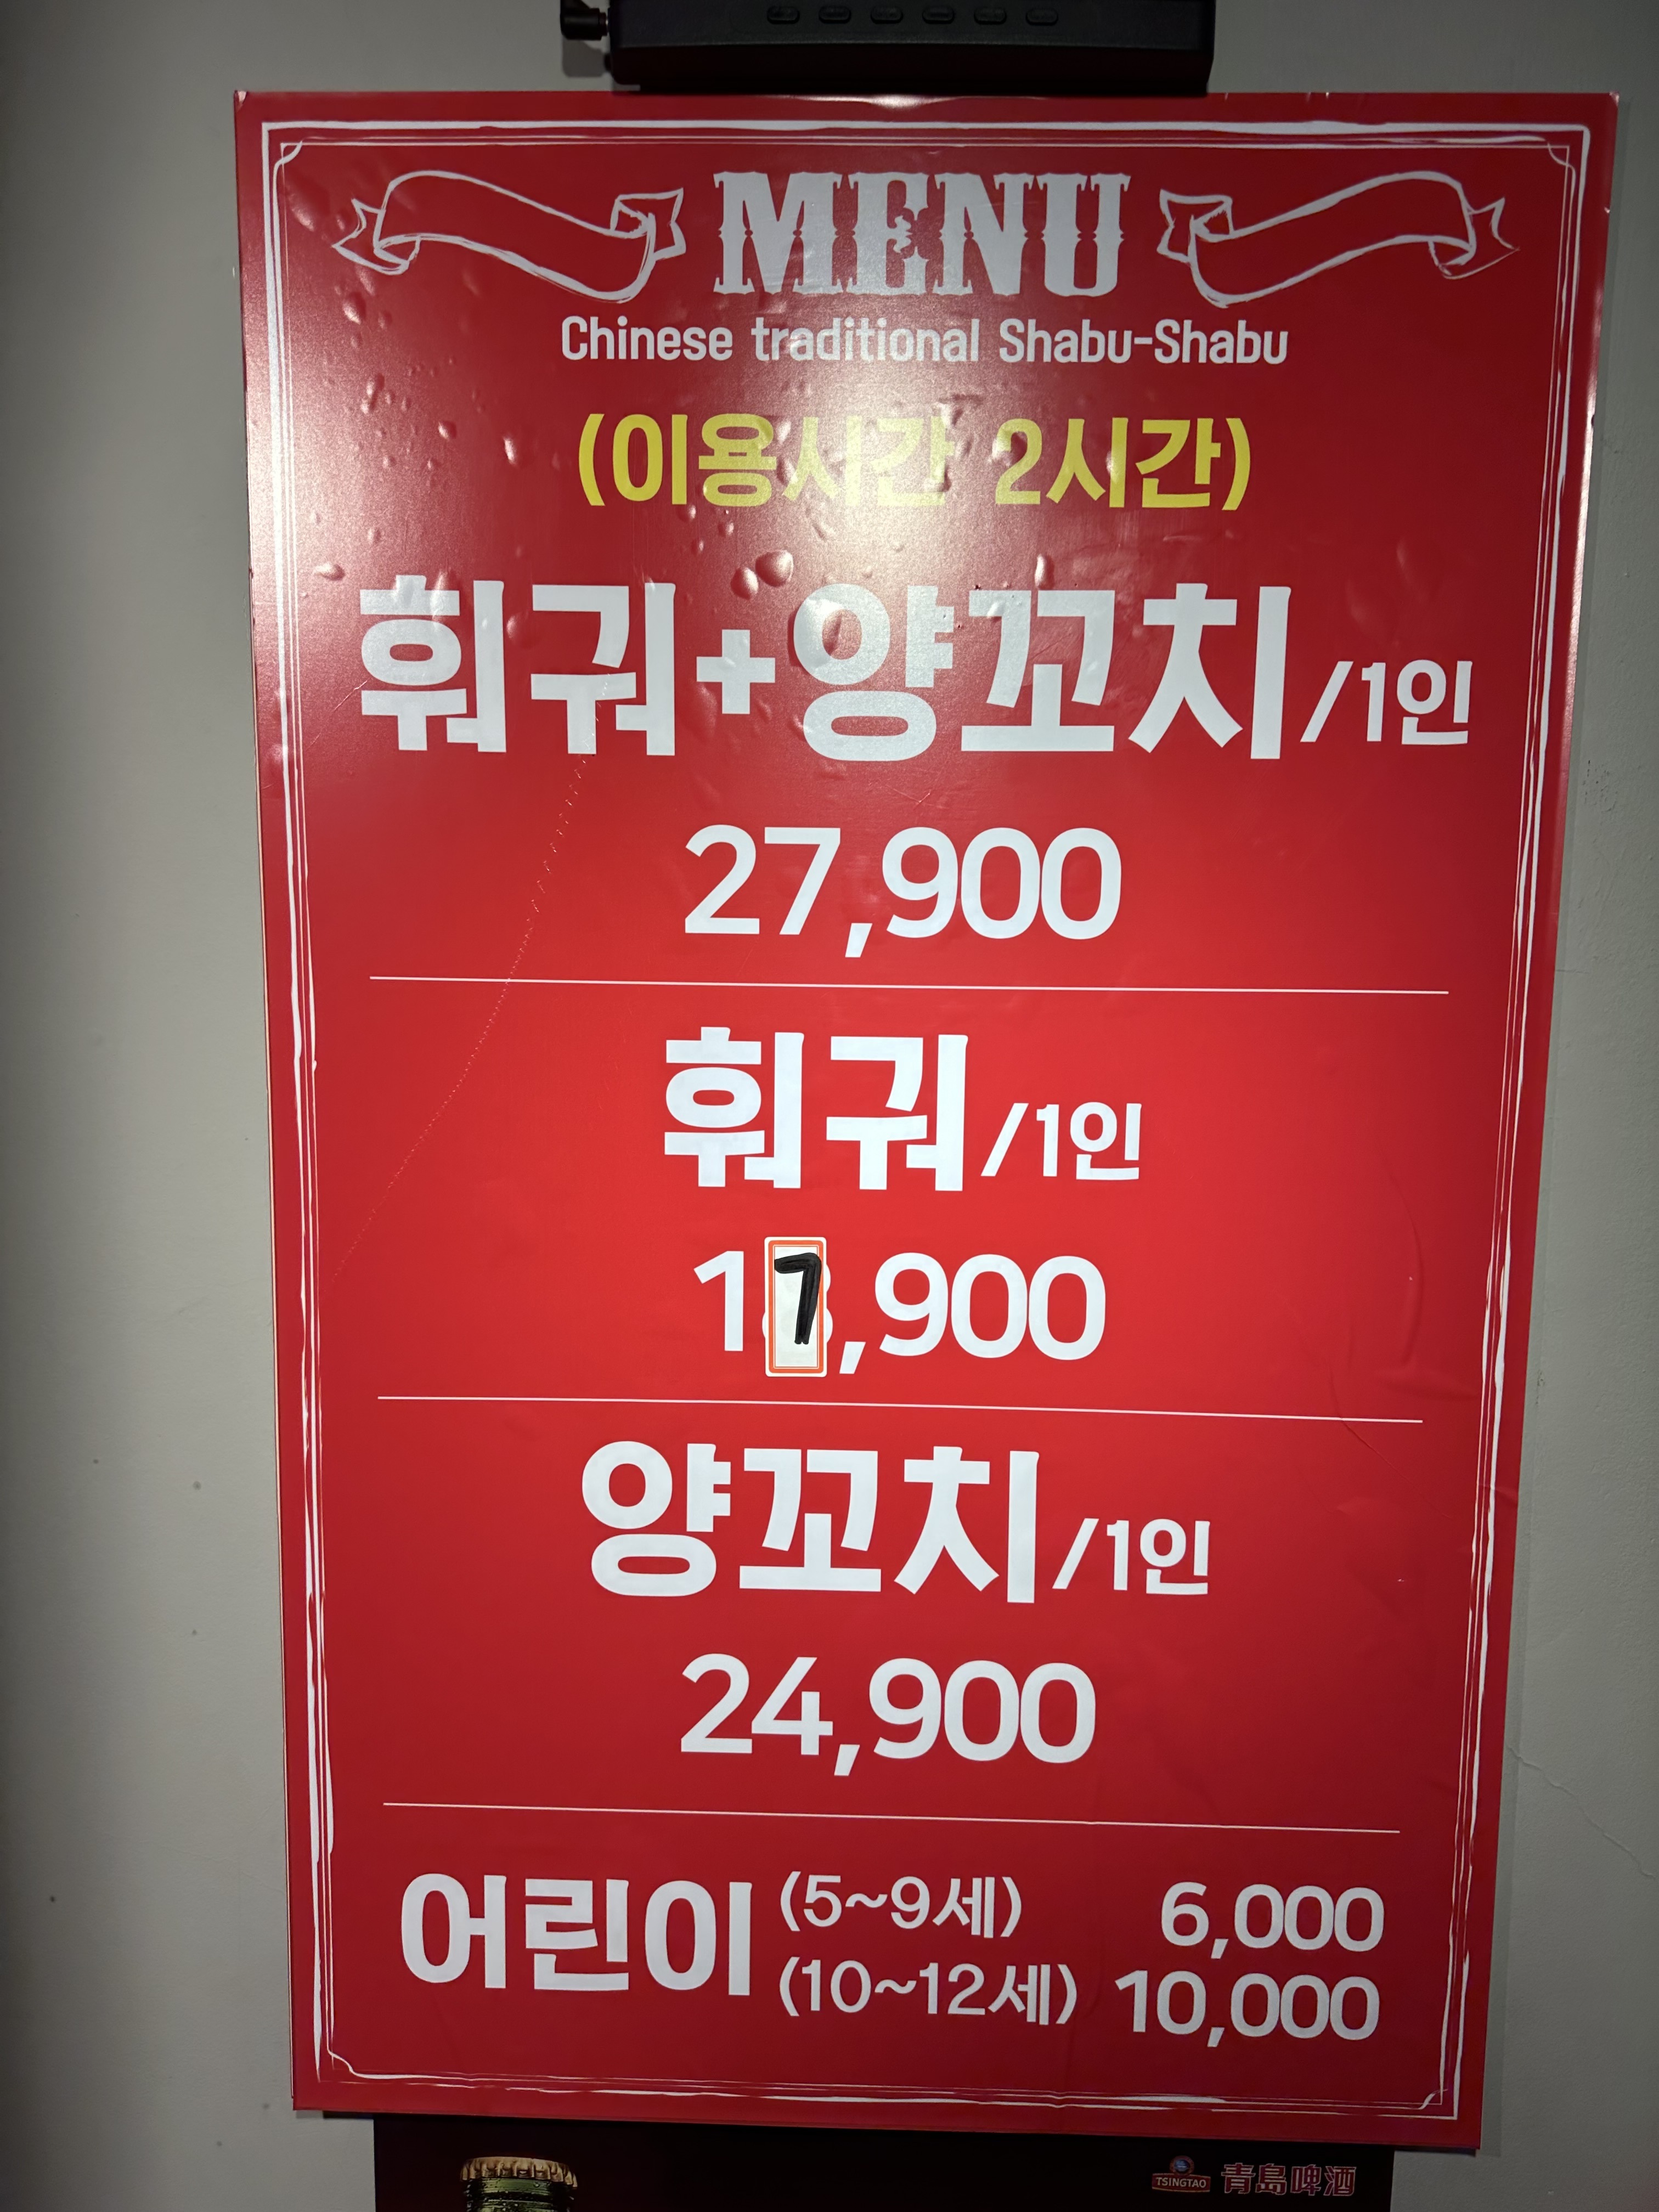 MENU
Chinese traditional Shabu-Shabu
(이용시간 2시간)
훠궈+양꼬치/1인
27,900
훠궈/1인
17,900
양꼬치/1인
24,900
어린이 (5~9세) 6,000
(10~12세) 10,000
TSINGTAO 青島啤酒